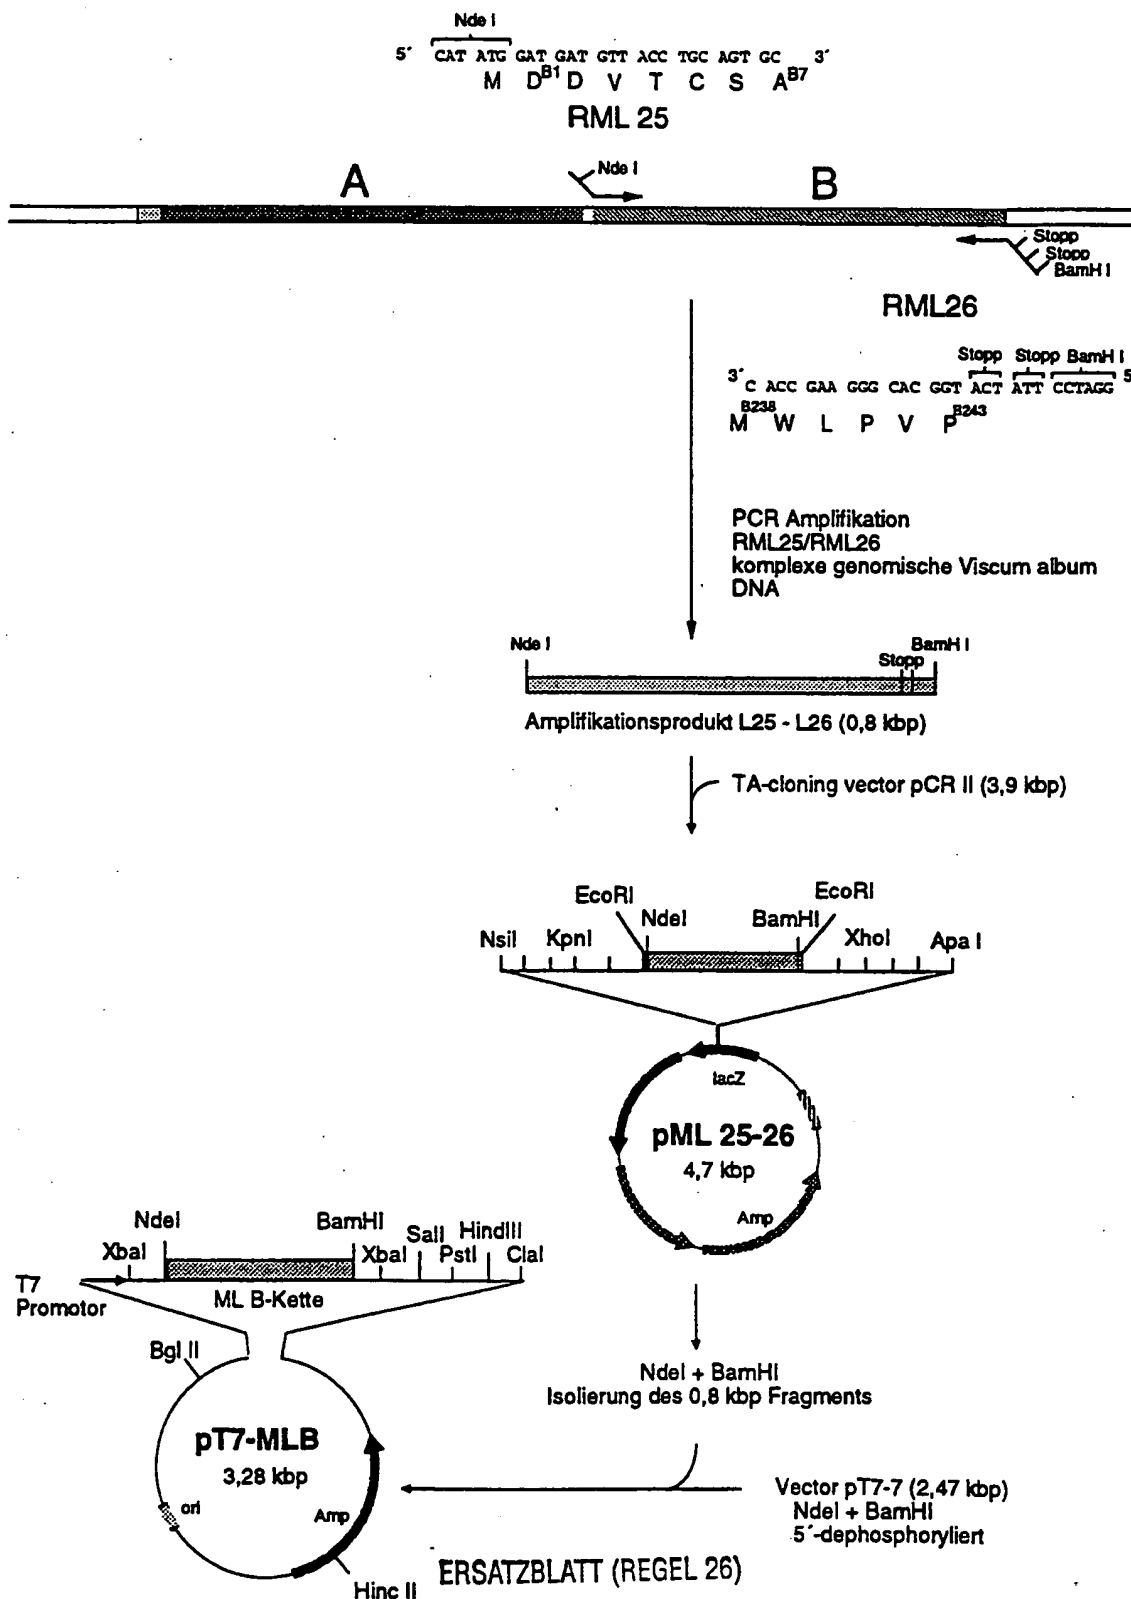 Nde I
5´ CAT ATG GAT GAT GTT ACC TGC AGT GC 3´
M D B1 D V T C S A B7
RML 25
A
Nde I
B
Stopp
Stopp
BamH I
RML26
Stopp Stopp BamH I
3´ C ACC GAA GGG CAC GGT ACT ATT CCTAGG 5´
M B238 W L P V P B243
PCR Amplifikation
RML25/RML26
komplexe genomische Viscum album
DNA
Nde I
Stopp
BamH I
Amplifikationsprodukt L25 - L26 (0,8 kbp)
TA-cloning vector pCR II (3,9 kbp)
EcoRI
EcoRI
NdeI
BamHI
NsiI
KpnI
XhoI
Apa I
lacZ
pML 25-26
4,7 kbp
Amp
NdeI
BamHI
XbaI
XbaI
SalI
PstI
HindIII
ClaI
T7
Promotor
ML B-Kette
Bgl II
NdeI + BamHI
Isolierung des 0,8 kbp Fragments
pT7-MLB
3,28 kbp
ori
Amp
Vector pT7-7 (2,47 kbp)
NdeI + BamHI
5´-dephosphoryliert
Hinc II
ERSATZBLATT (REGEL 26)